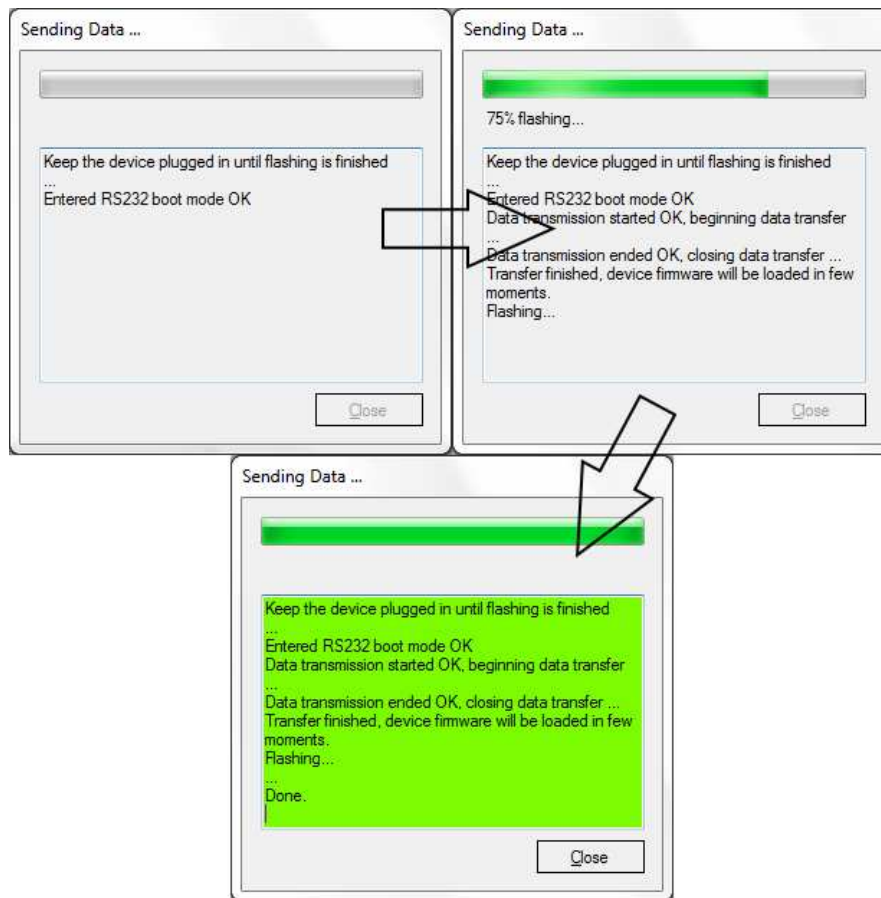 Sending Data ...
Keep the device plugged in until flashing is finished
...
Entered RS232 boot mode OK
Close
Sending Data ...
75% flashing...
Keep the device plugged in until flashing is finished
...
Entered RS232 boot mode OK
Data transmission started OK, beginning data transfer
...
Data transmission ended OK, closing data transfer ...
Transfer finished, device firmware will be loaded in few
moments.
Flashing...
Close
Sending Data ...
Keep the device plugged in until flashing is finished
...
Entered RS232 boot mode OK
Data transmission started OK, beginning data transfer
...
Data transmission ended OK, closing data transfer ...
Transfer finished, device firmware will be loaded in few
moments.
Flashing...
...
Done.
Close